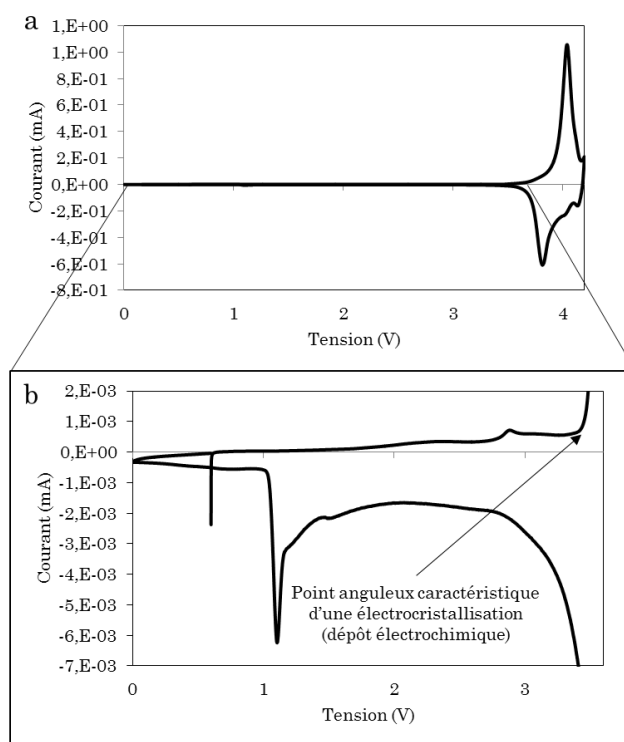 a
1,E+00
1,E+00
8,E-01
6,E-01
4,E-01
2,E-01
0,E+00
-2,E-01
-4,E-01
-6,E-01
-8,E-01
Courant (mA)
0 1 2 3 4
Tension (V)
b
2,E-03
1,E-03
0,E+00
-1,E-03
-2,E-03
-3,E-03
-4,E-03
-5,E-03
-6,E-03
-7,E-03
Courant (mA)
Point anguleux caractéristique
d'une électrocristallisation
(dépôt électrochimique)
0 1 2 3
Tension (V)